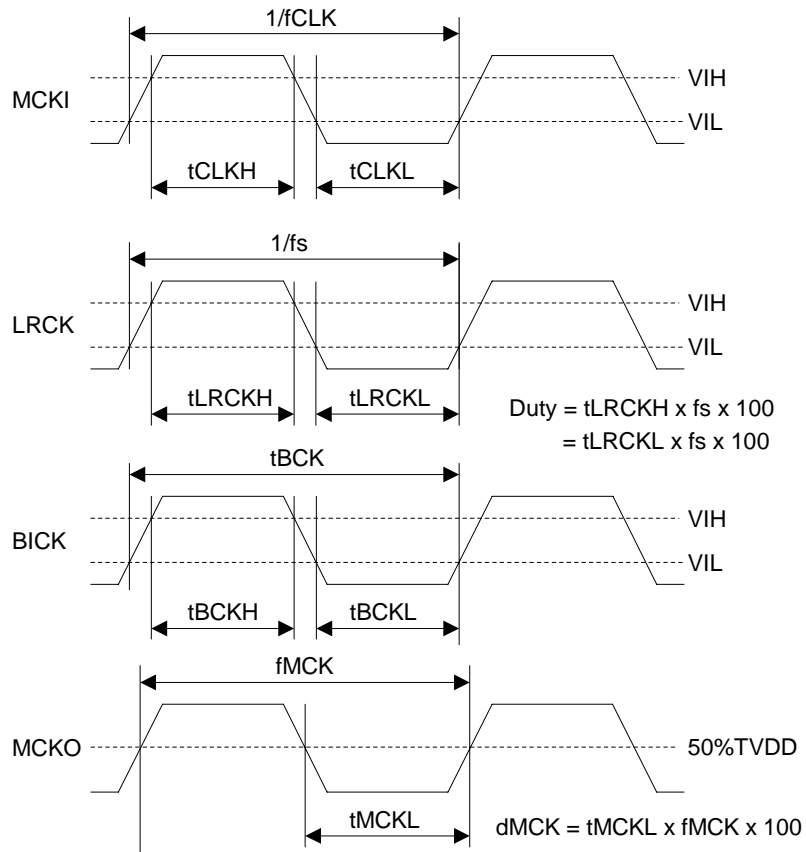 1/fCLK
VIH
MCKI
VIL
tCLKH tCLKL
1/fs
VIH
LRCK
VIL
tLRCKH tLRCKL
Duty = tLRCKH x fs x 100
= tLRCKL x fs x 100
tBCK
VIH
BICK
VIL
tBCKH tBCKL
fMCK
MCKO 50%TVDD
tMCKL
dMCK = tMCKL x fMCK x 100